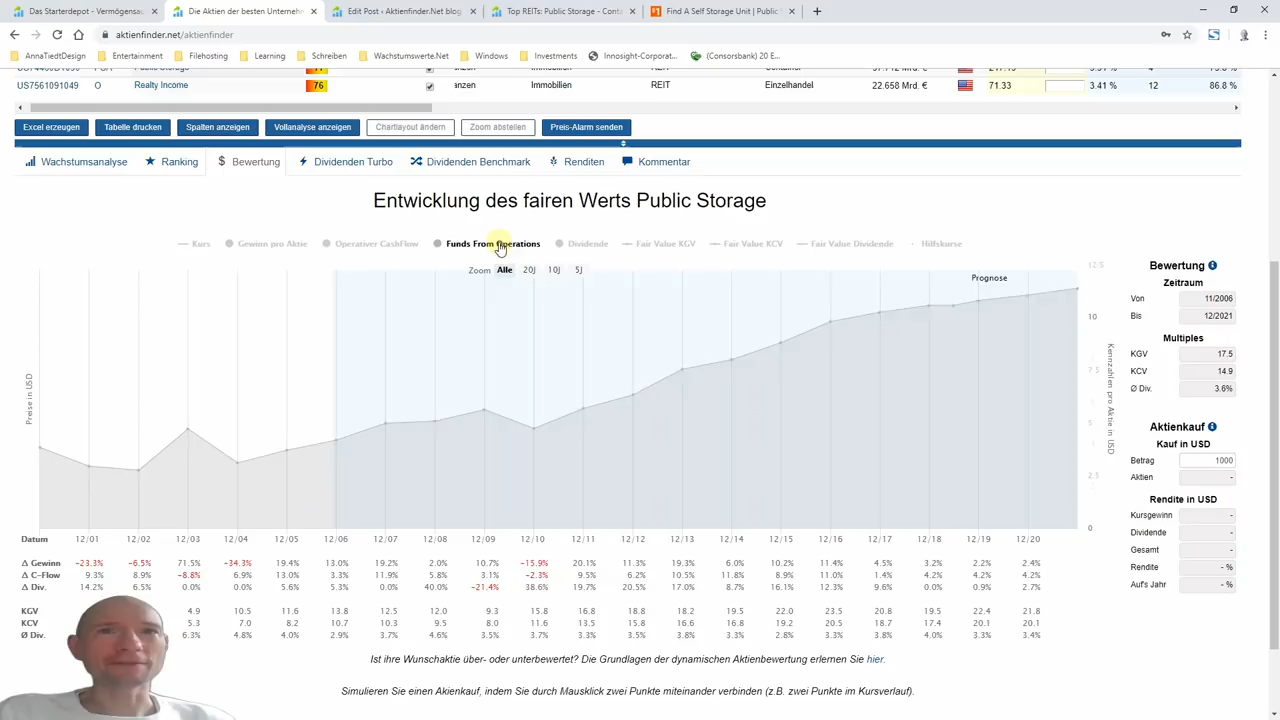 Das Starterdepot - Vermögensau
Die Aktien der besten Unternehm
Edit Post ‹ Aktienfinder.Net blog
Top REITs: Public Storage - Conta
Find A Self Storage Unit | Public S
aktienfinder.net/aktienfinder
AnnaTiedtDesign Entertainment Filehosting Learning Schreiben Wachstumswerte.Net Windows Investments Innosight-Corporat... (Consorsbank) 20 E...
US7561091049 O Realty Income 76 anzen Immobilien REIT Einzelhandel 22.658 Mrd. € 71.33 3.41 % 12 86.8 %
Excel erzeugen Tabelle drucken Spalten anzeigen Vollanalyse anzeigen Chartlayout ändern Zoom abstellen Preis-Alarm senden
Wachstumsanalyse Ranking Bewertung Dividenden Turbo Dividenden Benchmark Renditen Kommentar
Entwicklung des fairen Werts Public Storage
Kurs Gewinn pro Aktie Operativer CashFlow Funds From Operations Dividende Fair Value KGV Fair Value KCV Fair Value Dividende Hilfskurse
Zoom Alle 20J 10J 5J
Prognose
Preise in USD
12.5
10
7.5
5
2.5
0
Kennzahlen pro Aktie in USD
Datum 12/01 12/02 12/03 12/04 12/05 12/06 12/07 12/08 12/09 12/10 12/11 12/12 12/13 12/14 12/15 12/16 12/17 12/18 12/19 12/20
Δ Gewinn -23.3% -6.5% 71.5% -34.3% 19.4% 13.0% 19.2% 2.0% 10.7% -15.9% 20.1% 11.3% 19.3% 6.0% 10.2% 11.4% 4.5% 3.2% 2.2% 2.4%
Δ C-Flow 9.3% 8.9% -8.8% 6.9% 13.0% 3.3% 11.9% 5.8% 3.1% -2.3% 9.5% 6.2% 10.5% 11.8% 8.9% 11.0% 1.4% 4.2% 4.2% 4.2%
Δ Div. 14.2% 6.5% 0.0% 0.0% 5.6% 5.3% 0.0% 40.0% -21.4% 38.6% 19.7% 20.5% 17.0% 8.7% 16.1% 12.3% 9.6% 0.0% 0.9% 2.7%
KGV 4.9 10.5 11.6 13.8 12.5 12.0 9.3 15.8 16.8 18.8 18.2 19.5 22.0 23.5 20.8 19.5 22.4 21.8
KCV 5.3 7.0 8.2 10.7 10.3 9.5 8.0 11.6 13.5 15.8 16.6 16.8 19.2 20.5 18.7 17.4 20.1 20.1
Ø Div. 6.3% 4.8% 4.0% 2.9% 3.7% 4.6% 3.5% 3.7% 3.3% 3.5% 3.8% 3.3% 2.8% 3.3% 3.8% 4.0% 3.3% 3.4%
Ist ihre Wunschaktie über- oder unterbewertet? Die Grundlagen der dynamischen Aktienbewertung erlernen Sie hier.
Simulieren Sie einen Akienkauf, indem Sie durch Mausklick zwei Punkte miteinander verbinden (z.B. zwei Punkte im Kursverlauf).
Bewertung
Zeitraum
Von 11/2006
Bis 12/2021
Multiples
KGV 17.5
KCV 14.9
Ø Div. 3.6%
Aktienkauf
Kauf in USD
Betrag 1000
Aktien -
Rendite in USD
Kursgewinn -
Dividende -
Gesamt -
Rendite - %
Auf's Jahr - %